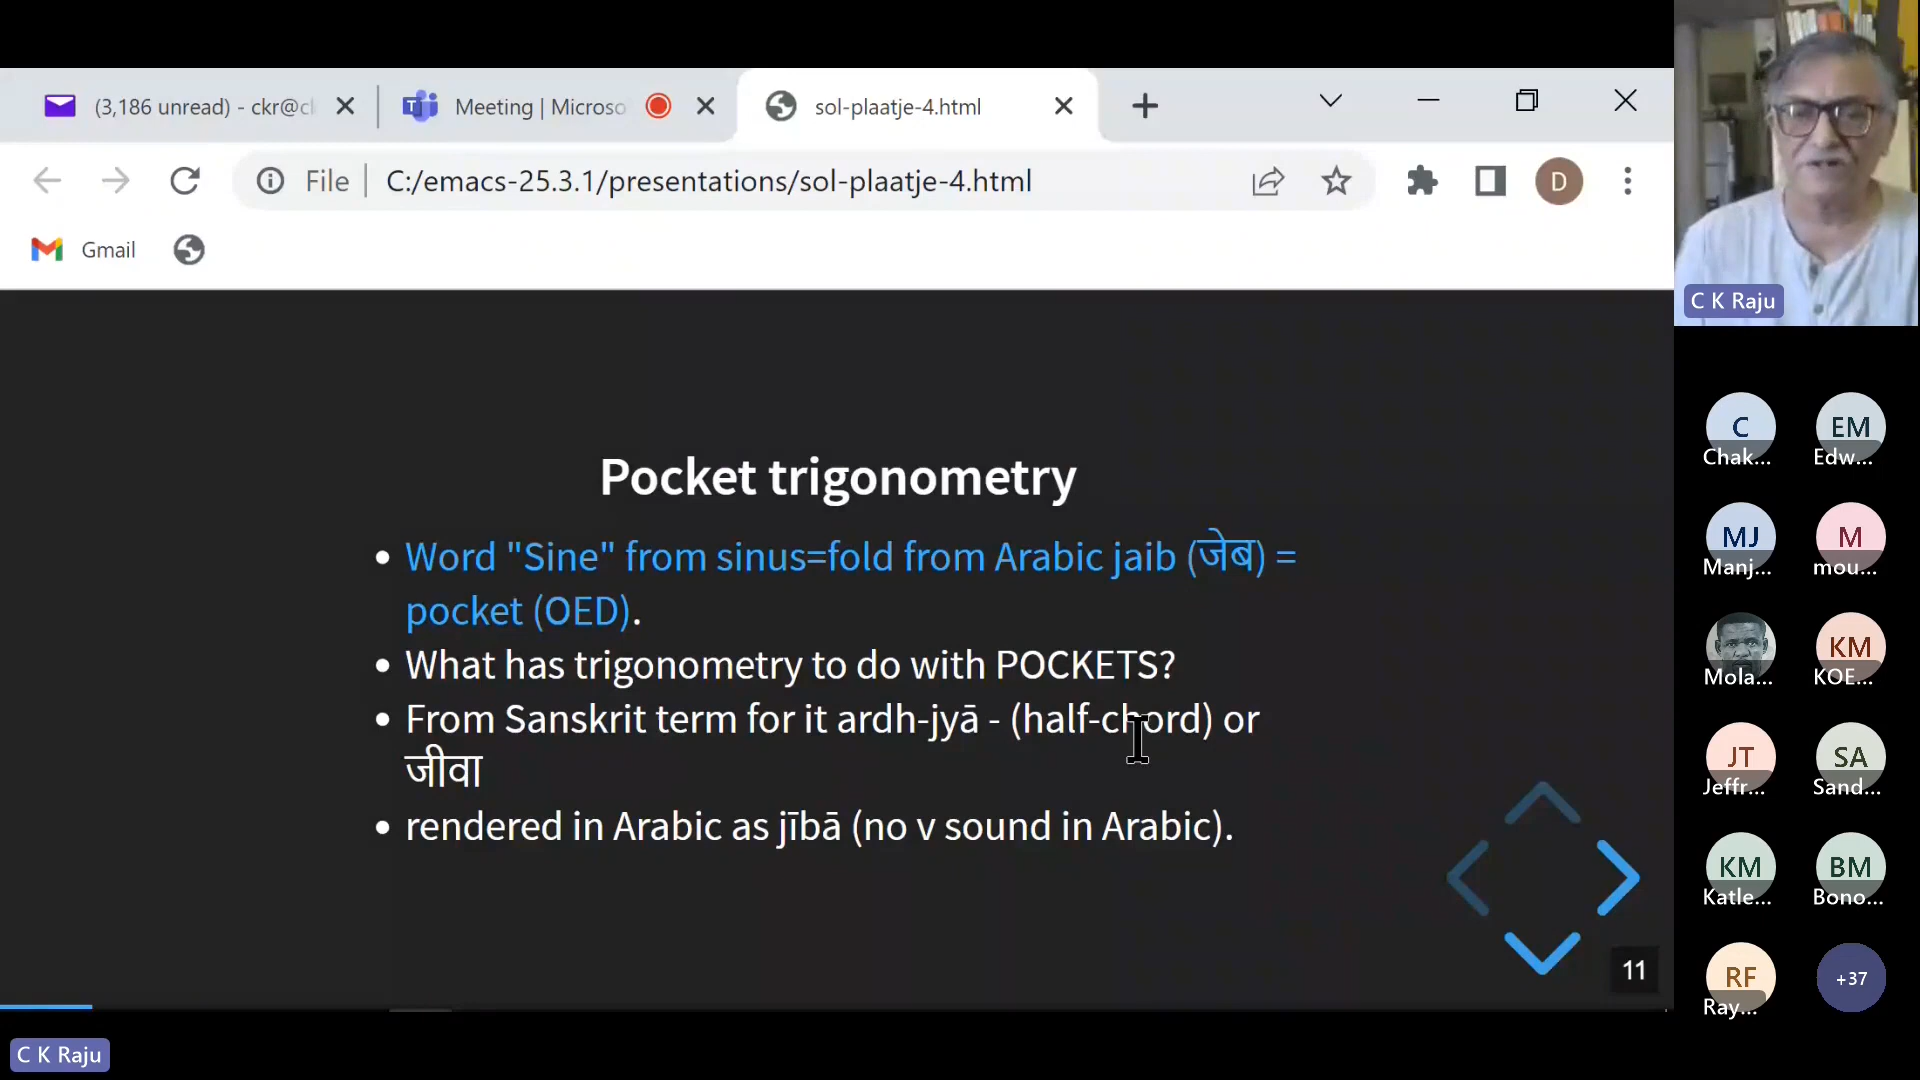 (3,186 unread) - ckr@cl
Meeting | Microso
sol-plaatje-4.html
File
C:/emacs-25.3.1/presentations/sol-plaatje-4.html
D
Gmail
Pocket trigonometry
Word "Sine" from sinus=fold from Arabic jaib (जेब) =
pocket (OED).
What has trigonometry to do with POCKETS?
From Sanskrit term for it ardh-jyā - (half-chord) or
जीवा
rendered in Arabic as jībā (no v sound in Arabic).
11
C K Raju
C K Raju
C
EM
Chak...
Edw...
MJ
M
Manj...
mou...
KM
Mola...
KOE...
JT
SA
Jeffr...
Sand...
KM
BM
Katle...
Bono...
RF
+37
Ray...